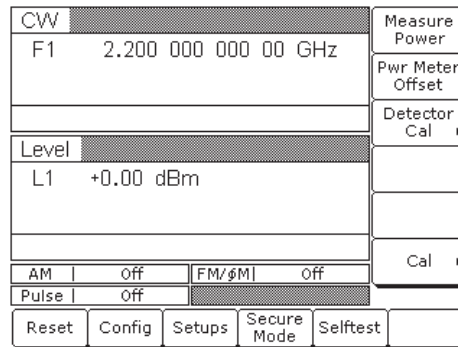 CW
F1 2.200 000 000 00 GHz
Level
L1 +0.00 dBm
AM Off FM/ϕM Off
Pulse Off
Measure
Power
Pwr Meter
Offset
Detector
Cal
Cal
Reset Config Setups Secure Mode Selftest